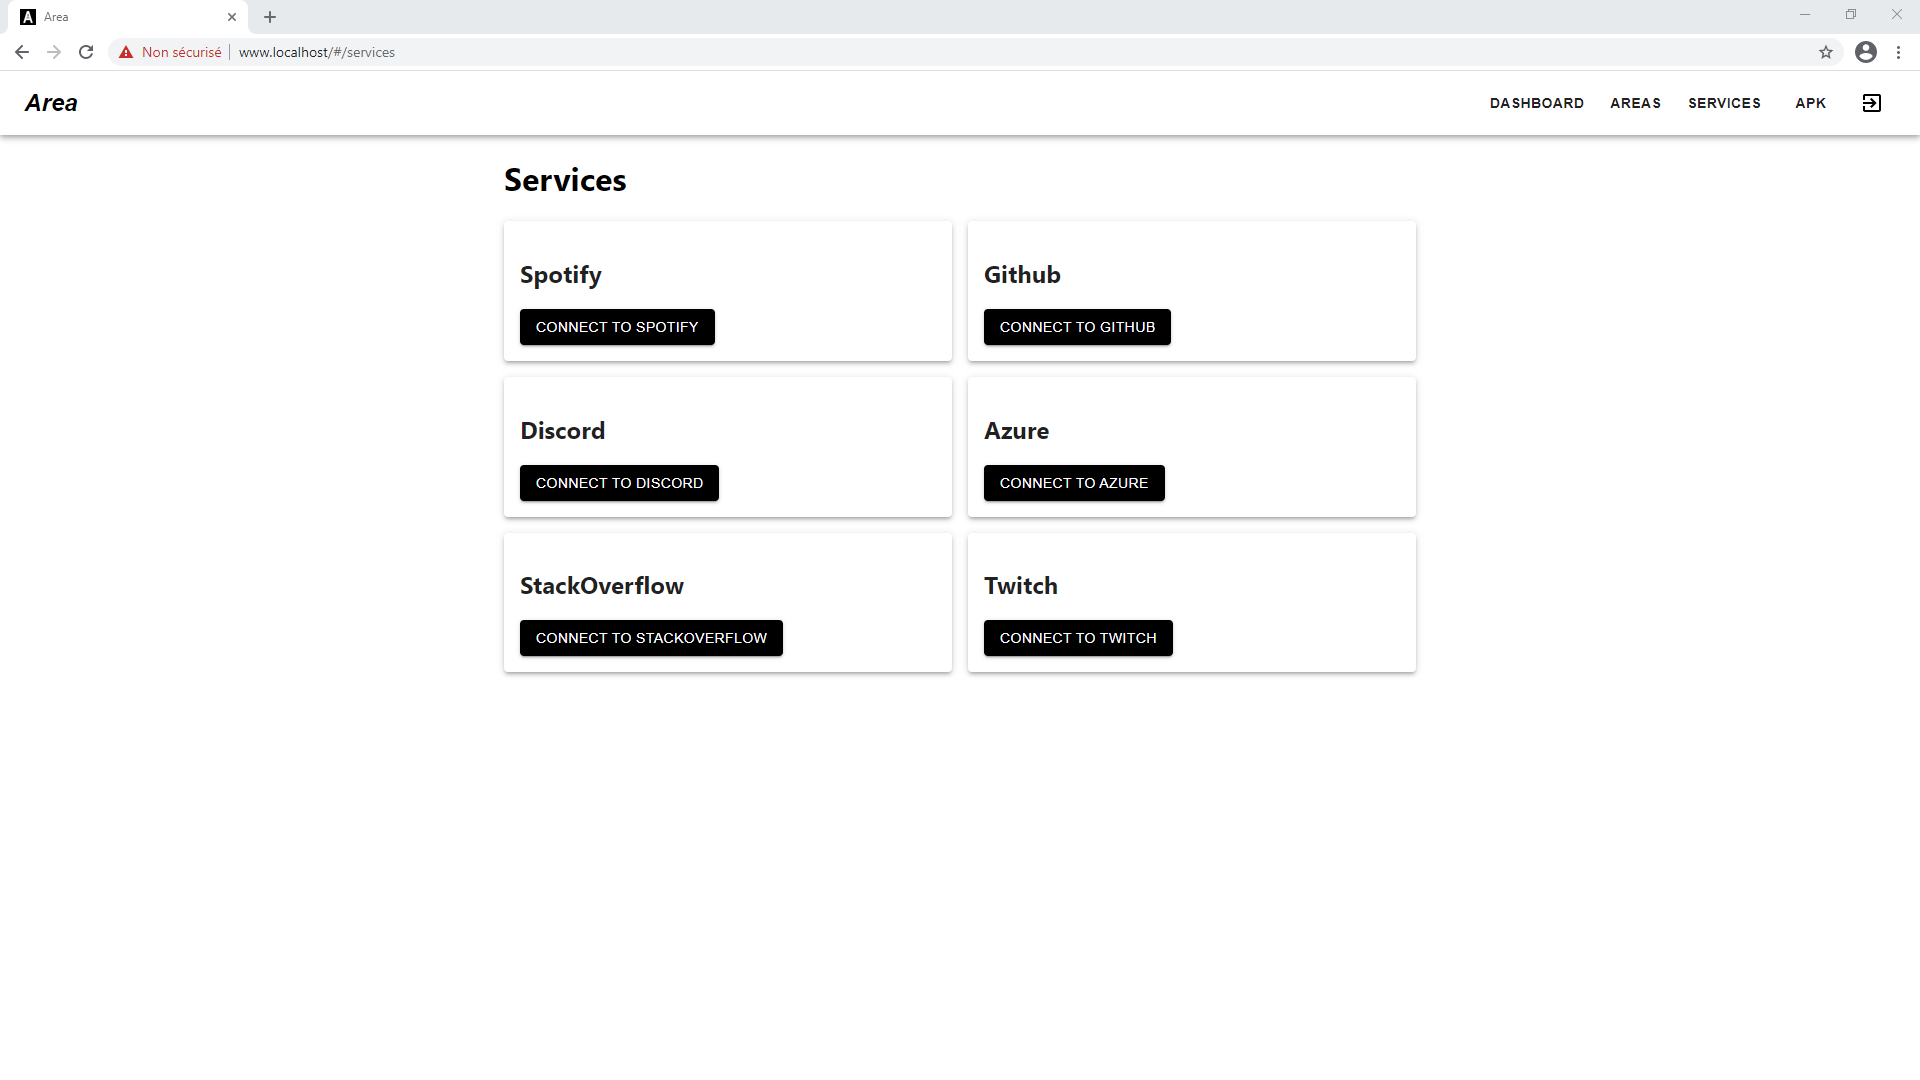 A Area
Non sécurisé www.localhost/#/services
Area DASHBOARD AREAS SERVICES APK
Services
Spotify
CONNECT TO SPOTIFY
Github
CONNECT TO GITHUB
Discord
CONNECT TO DISCORD
Azure
CONNECT TO AZURE
StackOverflow
CONNECT TO STACKOVERFLOW
Twitch
CONNECT TO TWITCH